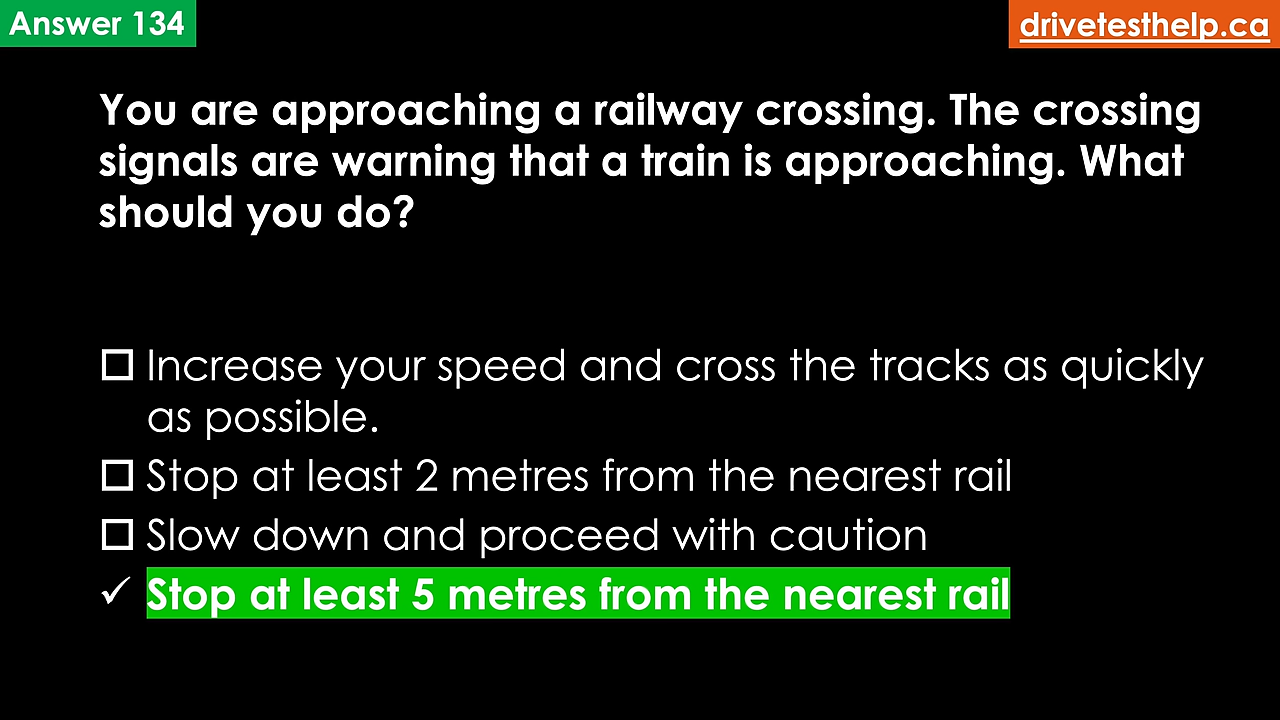 Answer 134
drivetesthelp.ca
You are approaching a railway crossing. The crossing
signals are warning that a train is approaching. What
should you do?
Increase your speed and cross the tracks as quickly
as possible.
Stop at least 2 metres from the nearest rail
Slow down and proceed with caution
Stop at least 5 metres from the nearest rail